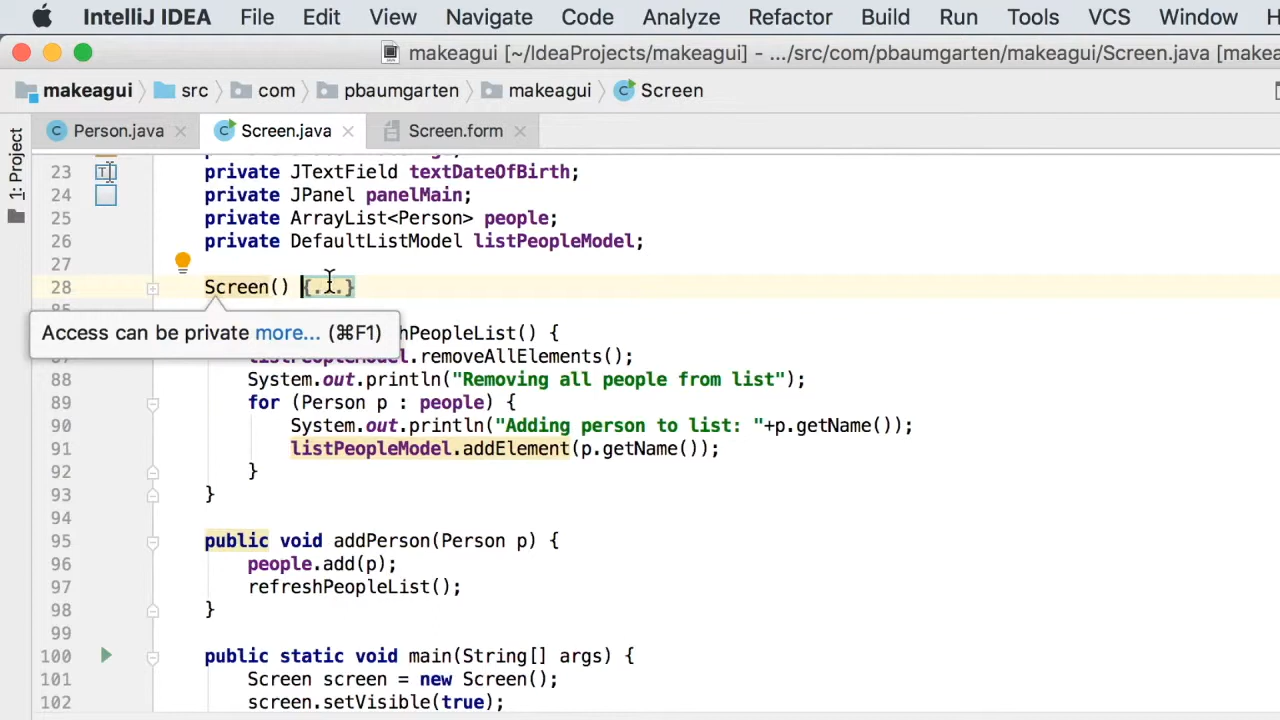 IntelliJ IDEA File Edit View Navigate Code Analyze Refactor Build Run Tools VCS Window
makeagui [~/IdeaProjects/makeagui] - .../src/com/pbaumgarten/makeagui/Screen.java [makea
makeagui src com pbaumgarten makeagui Screen
Person.java Screen.java Screen.form
1: Project
23 private JTextField textDateOfBirth;
24 private JPanel panelMain;
25 private ArrayList<Person> people;
26 private DefaultListModel listPeopleModel;
27
28 Screen() {...}
Access can be private more... (⌘F1)
hPeopleList() {
listPeopleModel.removeAllElements();
88 System.out.println("Removing all people from list");
89 for (Person p : people) {
90 System.out.println("Adding person to list: "+p.getName());
91 listPeopleModel.addElement(p.getName());
92 }
93 }
94
95 public void addPerson(Person p) {
96 people.add(p);
97 refreshPeopleList();
98 }
99
100 public static void main(String[] args) {
101 Screen screen = new Screen();
102 screen.setVisible(true);